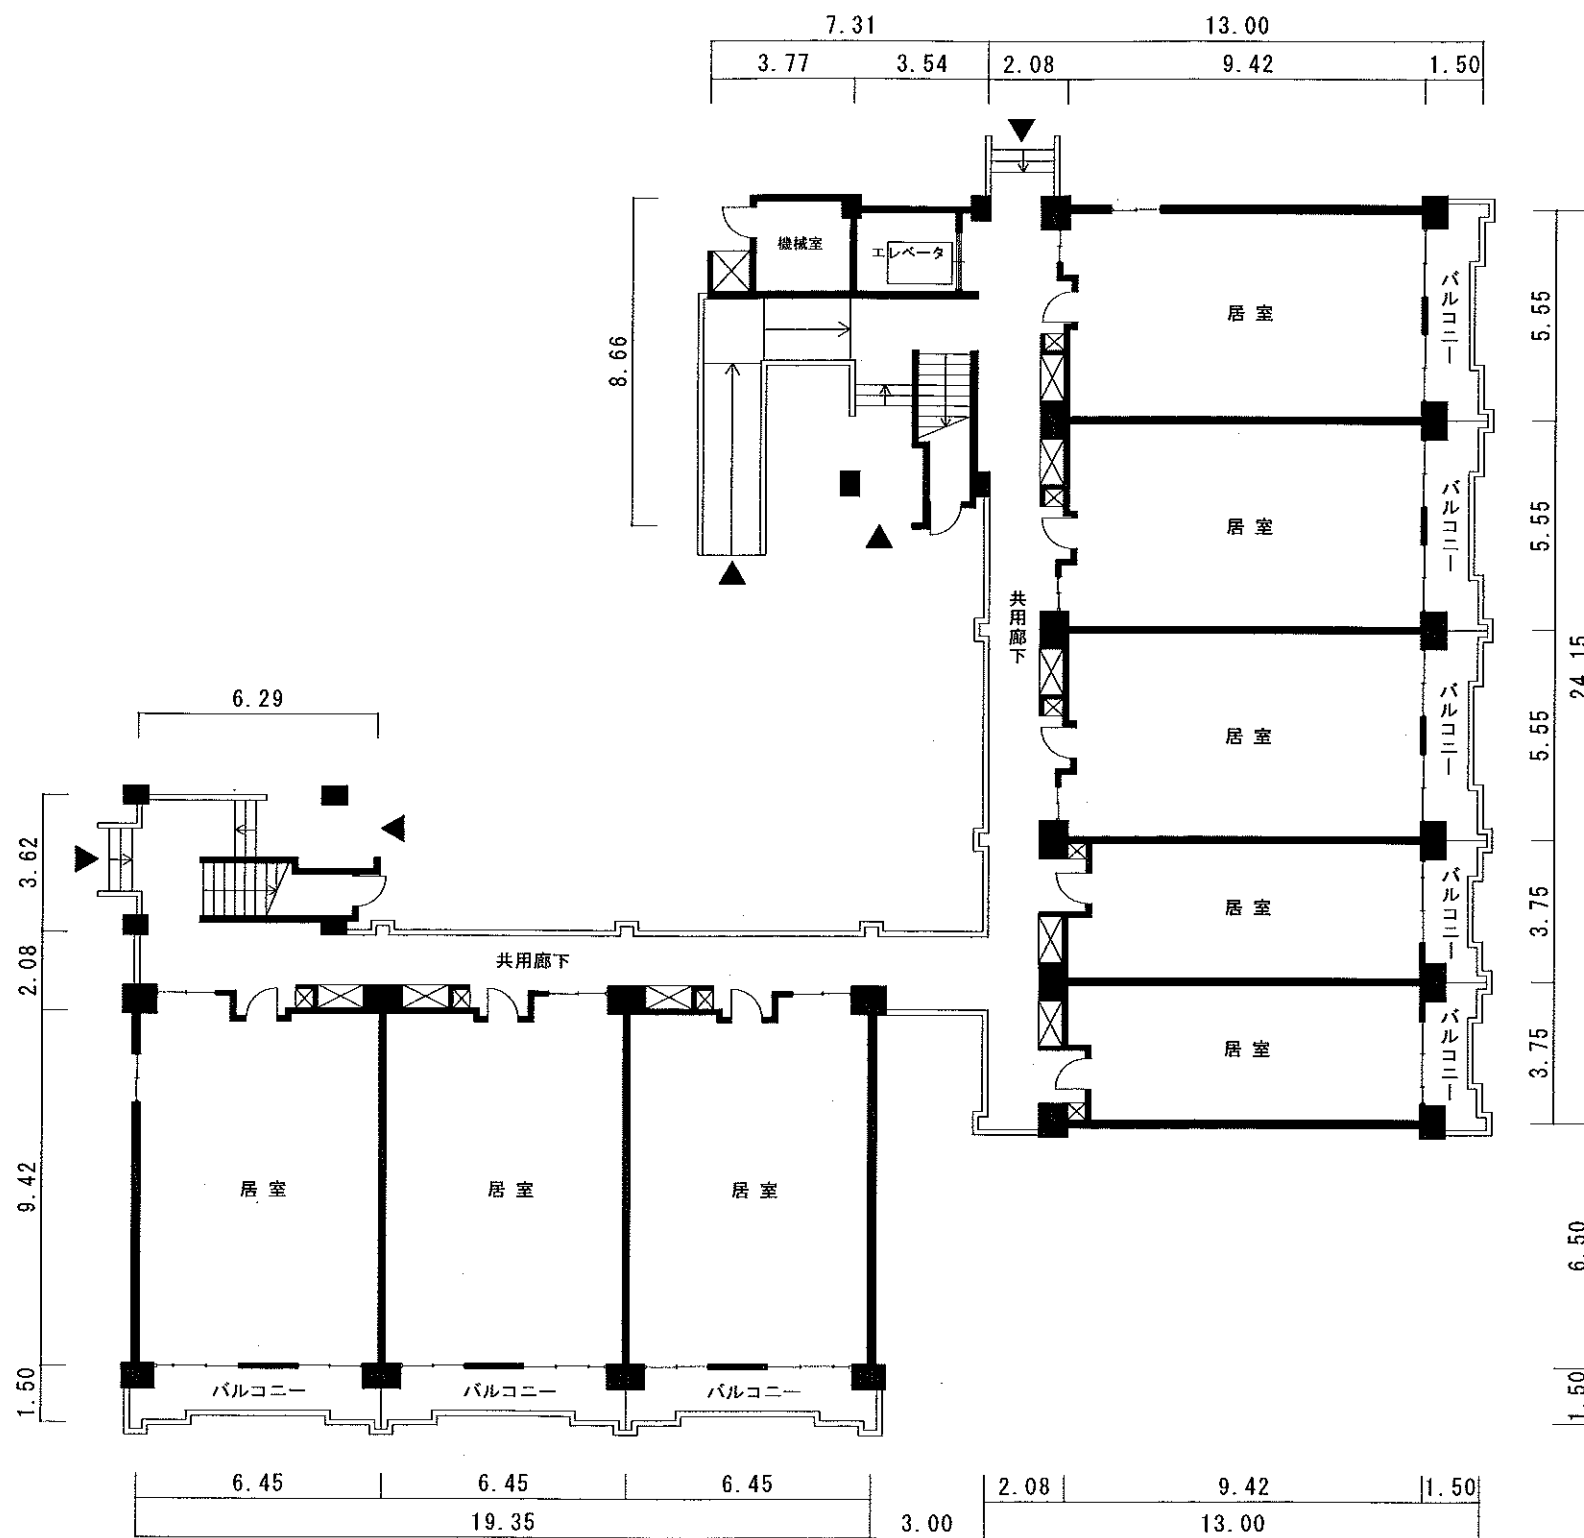 7.31
13.00
3.77
3.54
2.08
9.42
1.50
機械室
エレベータ
居室
バルコニー
5.55
8.66
居室
バルコニー
5.55
共用廊下
24.15
居室
バルコニー
5.55
6.29
3.62
居室
バルコニー
3.75
2.08
共用廊下
居室
バルコニー
3.75
9.42
居室
居室
居室
6.50
1.50
バルコニー
バルコニー
バルコニー
1.50
6.45
6.45
6.45
2.08
9.42
1.50
19.35
3.00
13.00